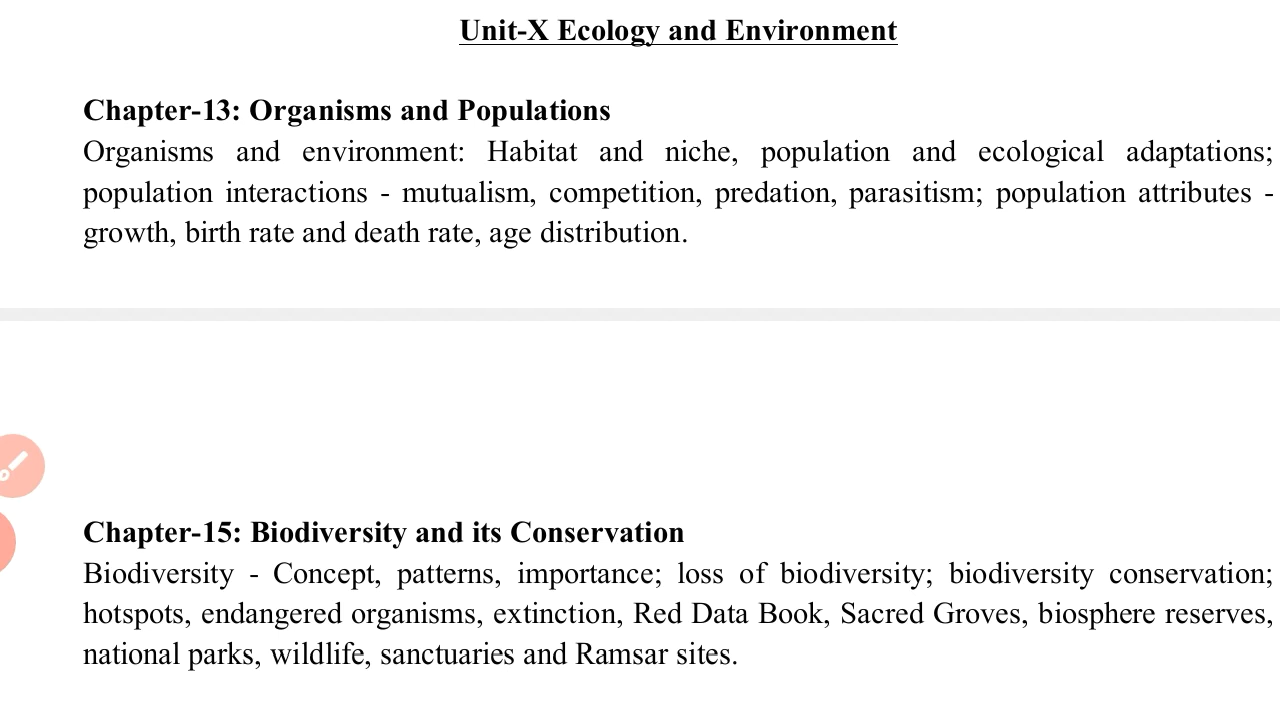 Unit-X Ecology and Environment
Chapter-13: Organisms and Populations
Organisms and environment: Habitat and niche, population and ecological adaptations;
population interactions - mutualism, competition, predation, parasitism; population attributes -
growth, birth rate and death rate, age distribution.
Chapter-15: Biodiversity and its Conservation
Biodiversity - Concept, patterns, importance; loss of biodiversity; biodiversity conservation;
hotspots, endangered organisms, extinction, Red Data Book, Sacred Groves, biosphere reserves,
national parks, wildlife, sanctuaries and Ramsar sites.